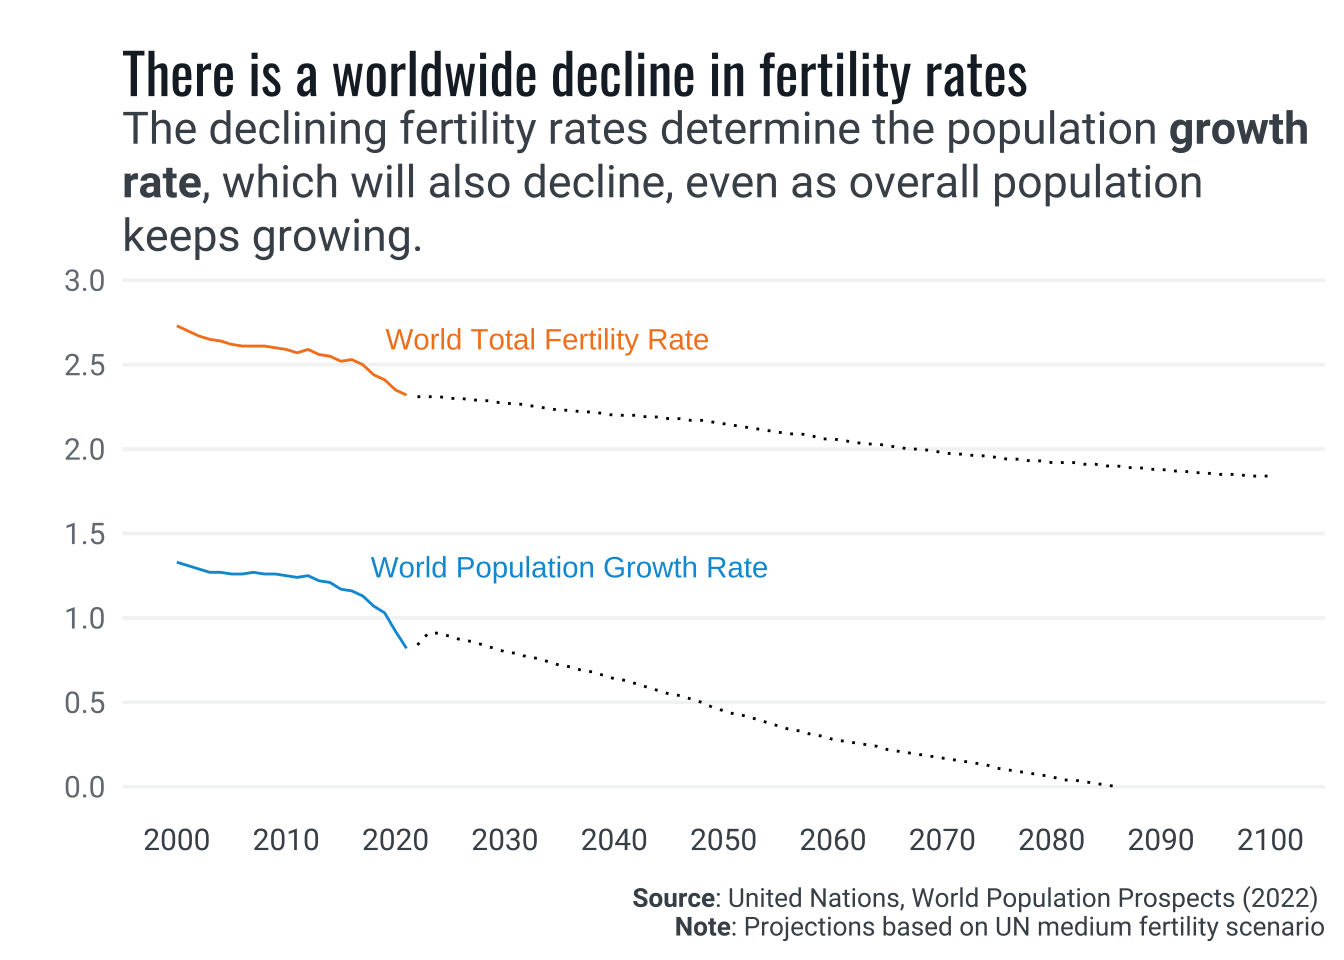 There is a worldwide decline in fertility rates
The declining fertility rates determine the population growth
rate, which will also decline, even as overall population
keeps growing.
3.0
World Total Fertility Rate
2.5
2.0
1.5
World Population Growth Rate
1.0
0.5
0.0
2000 2010 2020 2030 2040 2050 2060 2070 2080 2090 2100
Source: United Nations, World Population Prospects (2022)
Note: Projections based on UN medium fertility scenario